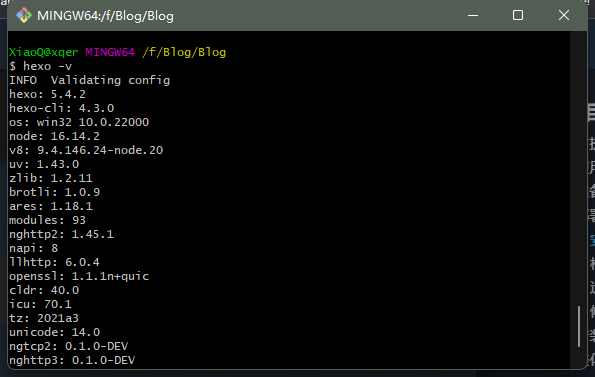 MINGW64:/f/Blog/Blog
XiaoQ@xqer MINGW64 /f/Blog/Blog
$ hexo -v
INFO  Validating config
hexo: 5.4.2
hexo-cli: 4.3.0
os: win32 10.0.22000
node: 16.14.2
v8: 9.4.146.24-node.20
uv: 1.43.0
zlib: 1.2.11
brotli: 1.0.9
ares: 1.18.1
modules: 93
nghttp2: 1.45.1
napi: 8
llhttp: 6.0.4
openssl: 1.1.1n+quic
cldr: 40.0
icu: 70.1
tz: 2021a3
unicode: 14.0
ngtcp2: 0.1.0-DEV
nghttp3: 0.1.0-DEV